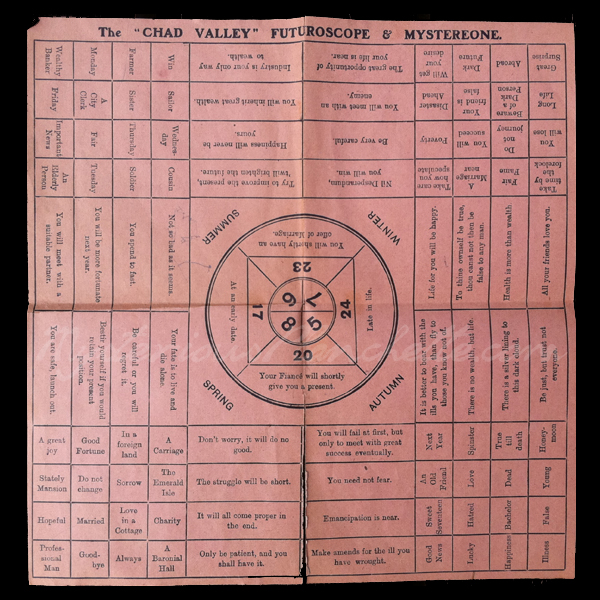 The "CHAD VALLEY" FUTUROSCOPE & MYSTEREONE.
Wealthy
Banker
Monday
Farmer
Win
Industry is your only way
to wealth.
The great opportunity of
your life is near.
You will get
your
desire
Dark
Future
Abroad
Great
Surprise
Friday
A
City
Clerk
Sister
Sailor
You will inherit great wealth.
You will meet with an
enemy.
Disaster
Ahead
Your
friend is
false
Beware
of a
Dark
Person
Long
Life
Important
News
Fair
Thursday
Wednes-
day
Happiness will never be
yours.
Be very careful.
Poverty
You will
succeed
Do not
journey
You will
lose
An
Elderly
Person
Tuesday
Soldier
Cousin
Try to improve the present,
'twill brighten the future.
Nil Desperandum, you
will win.
Take care
how you
speculate
A
Marriage
near
Fair
Take time
by the
forelock
You will meet with a
suitable partner.
You will be more fortunate
next year.
You spend to fast.
Not so bad as it seems.
SUMMER
WINTER
You will shortly have an
offer of Marriage.
23
At an early date.
17
9 7
8 5
24
Late in life.
20
Your Fiancé will shortly
give you a present.
SPRING
AUTUMN
Life for you will be happy.
To thine ownself be true,
thou canst not then be
false to any man.
Health is more than wealth
All your friends love you.
You are safe, launch out.
Bestir yourself if you would
retain your present
position.
Be careful or you will
regret it.
Your fate is to live and
die alone.
It is better to bear with the
ills you have, than fly to
those you know not of.
There is no wealth, but life.
There is a silver lining to
this dark cloud.
Be just, but trust not
everyone.
A great
joy
Good
Fortune
In a
foreign
land
A
Carriage
Don't worry, it will do no
good.
You will fail at first, but
only to meet with great
success eventually.
Next
Year
Spinster
True
till
death
Honey-
moon
Stately
Mansion
Do not
change
Sorrow
The
Emerald
Isle
The struggle will be short.
You need not fear.
An
Old
Friend
Love
Dead
Young
Hopeful
Married
Love
in a
Cottage
Charity
It will all come proper in
the end.
Emancipation is near.
Sweet
Seventeen
Hatred
Bachelor
False
Profes-
sional
Man
Good-
bye
Always
A
Baronial
Hall
Only be patient, and you
shall have it.
Make amends for the ill you
have wrought.
Good
News
Lucky
Happiness
Illness